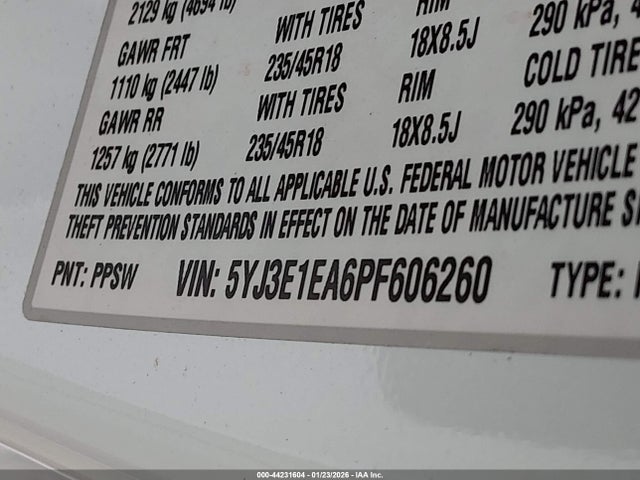 2129 kg (4694 lb) WITH TIRES RIM 290 kPa, 4
GAWR FRT 235/45R18 18X8.5J COLD TIRE
1110 kg (2447 lb) WITH TIRES RIM 290 kPa, 42
GAWR RR 235/45R18 18X8.5J
1257 kg (2771 lb)
THIS VEHICLE CONFORMS TO ALL APPLICABLE U.S. FEDERAL MOTOR VEHICLE
THEFT PREVENTION STANDARDS IN EFFECT ON THE DATE OF MANUFACTURE
PNT: PPSW VIN: 5YJ3E1EA6PF606260 TYPE:
000-44231604 - 01/23/2026 - IAA Inc.